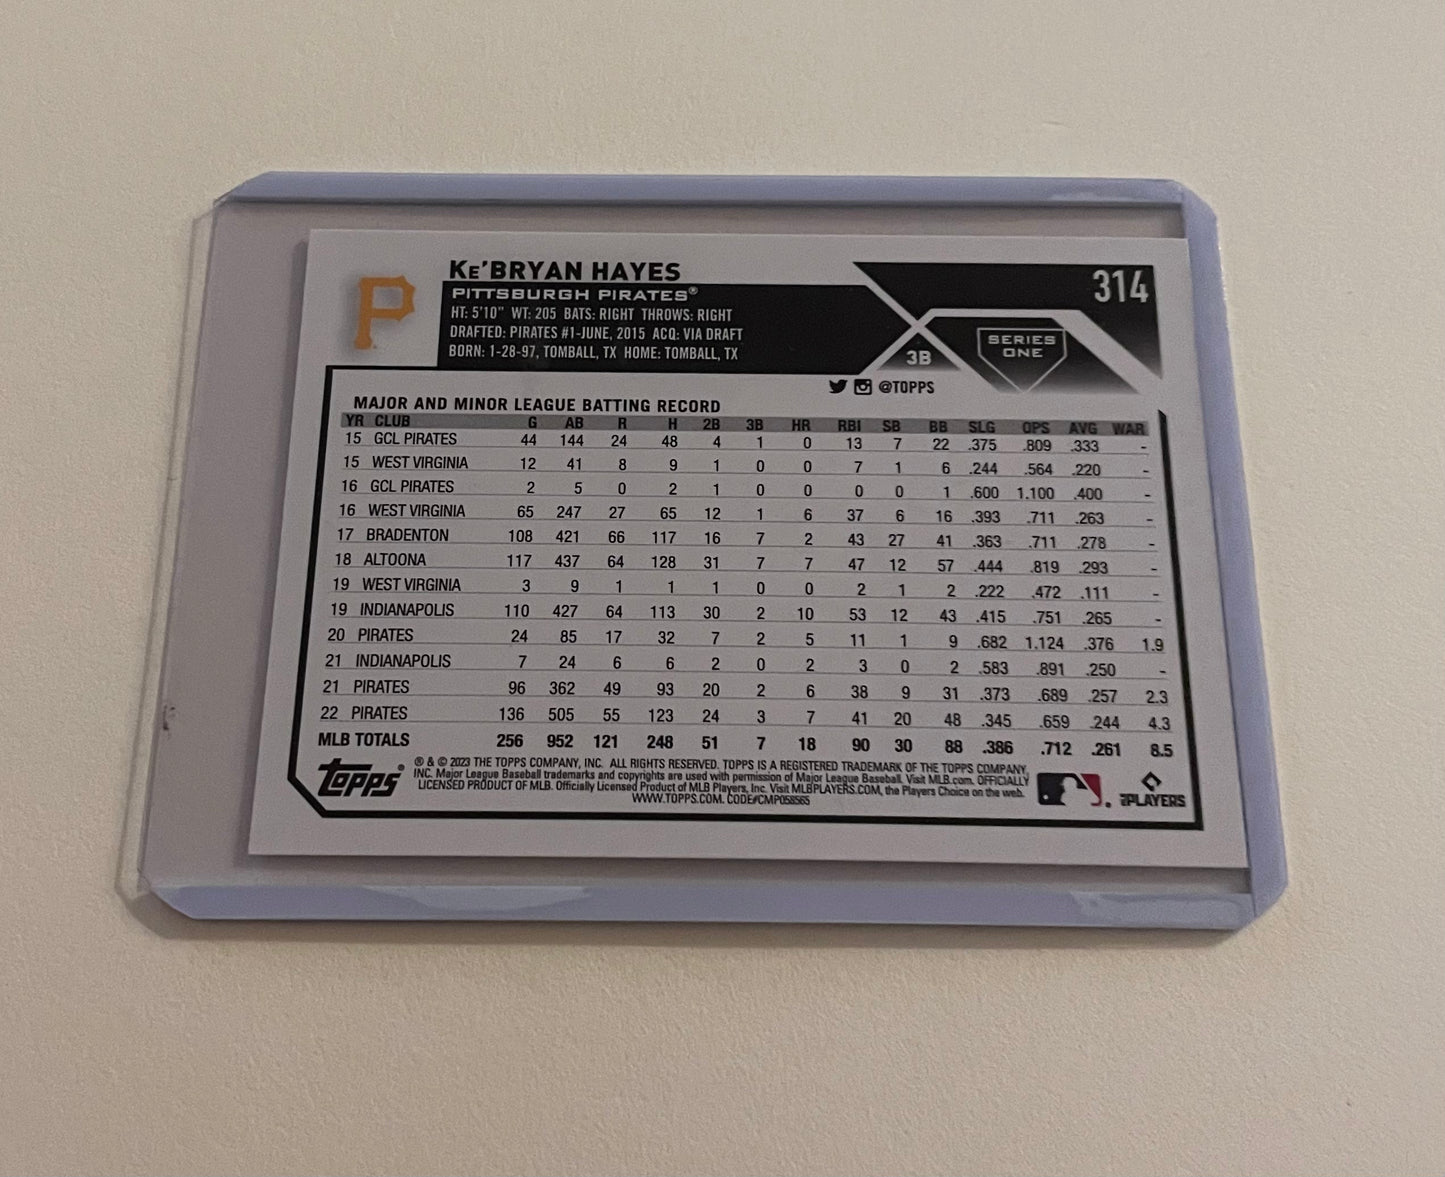 P
KE'BRYAN HAYES
314
PITTSBURGH PIRATES®
HT: 5'10" WT: 205 BATS: RIGHT THROWS: RIGHT
DRAFTED: PIRATES #1-JUNE, 2015 ACQ: VIA DRAFT
BORN: 1-28-97, TOMBALL, TX HOME: TOMBALL, TX
3B
SERIES
ONE
@TOPPS
MAJOR AND MINOR LEAGUE BATTING RECORD
YR CLUB G AB R H 2B 3B HR RBI SB BB SLG OPS AVG WAR
15 GCL PIRATES 44 144 24 48 4 1 0 13 7 22 .375 .809 .333 -
15 WEST VIRGINIA 12 41 8 9 1 0 0 7 1 6 .244 .564 .220 -
16 GCL PIRATES 2 5 0 2 1 0 0 0 0 1 .600 1.100 .400 -
16 WEST VIRGINIA 65 247 27 65 12 1 6 37 6 16 .393 .711 .263 -
17 BRADENTON 108 421 66 117 16 7 2 43 27 41 .363 .711 .278 -
18 ALTOONA 117 437 64 128 31 7 7 47 12 57 .444 .819 .293 -
19 WEST VIRGINIA 3 9 1 1 1 0 0 2 1 2 .222 .472 .111 -
19 INDIANAPOLIS 110 427 64 113 30 2 10 53 12 43 .415 .751 .265 -
20 PIRATES 24 85 17 32 7 2 5 11 1 9 .682 1.124 .376 1.9
21 INDIANAPOLIS 7 24 6 6 2 0 2 3 0 2 .583 .891 .250 -
21 PIRATES 96 362 49 93 20 2 6 38 9 31 .373 .689 .257 2.3
22 PIRATES 136 505 55 123 24 3 7 41 20 48 .345 .659 .244 4.3
MLB TOTALS 256 952 121 248 51 7 18 90 30 88 .386 .712 .261 8.5
Topps®
® & © 2023 THE TOPPS COMPANY, INC. ALL RIGHTS RESERVED. TOPPS IS A REGISTERED TRADEMARK OF THE TOPPS COMPANY,
INC. Major League Baseball trademarks and copyrights are used with permission of Major League Baseball. Visit MLB.com. OFFICIALLY
LICENSED PRODUCT OF MLB. Officially Licensed Product of MLB Players, Inc. Visit MLBPLAYERS.COM, the Players Choice on the web.
WWW.TOPPS.COM. CODE#CMP058565
PLAYERS